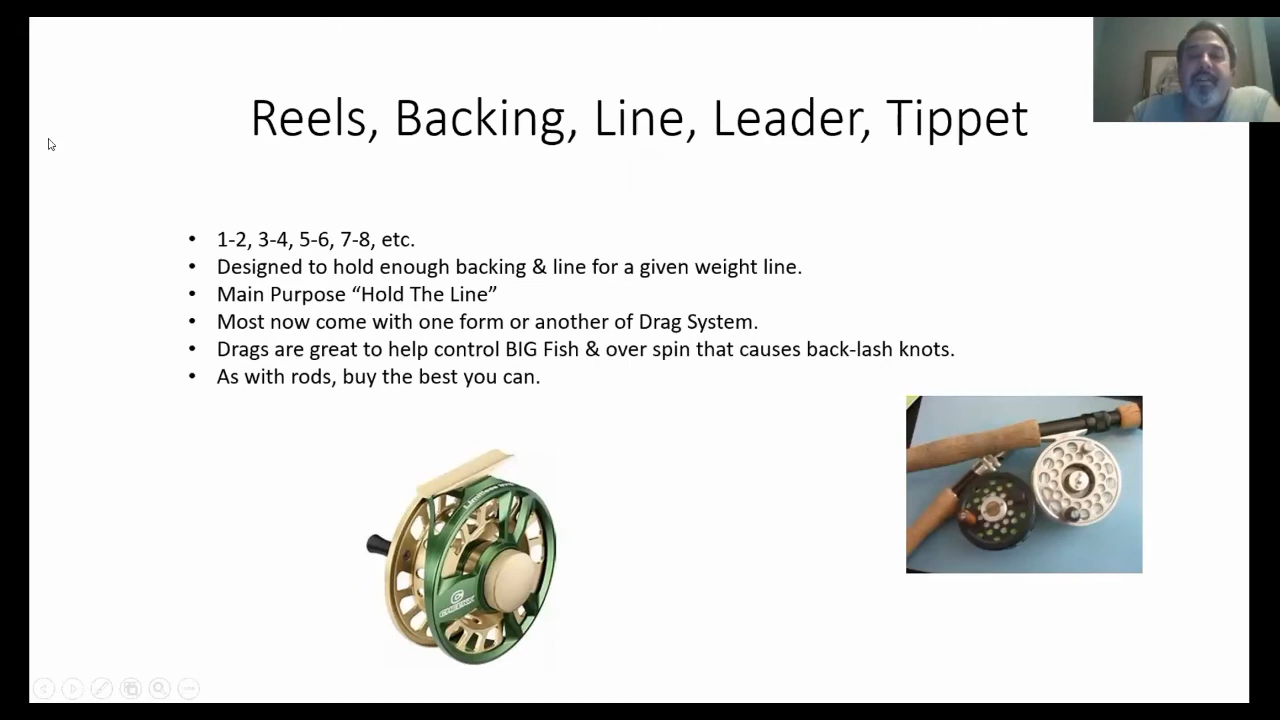 Reels, Backing, Line, Leader, Tippet
• 1-2, 3-4, 5-6, 7-8, etc.
• Designed to hold enough backing & line for a given weight line.
• Main Purpose “Hold The Line”
• Most now come with one form or another of Drag System.
• Drags are great to help control BIG Fish & over spin that causes back-lash knots.
• As with rods, buy the best you can.
Limitless